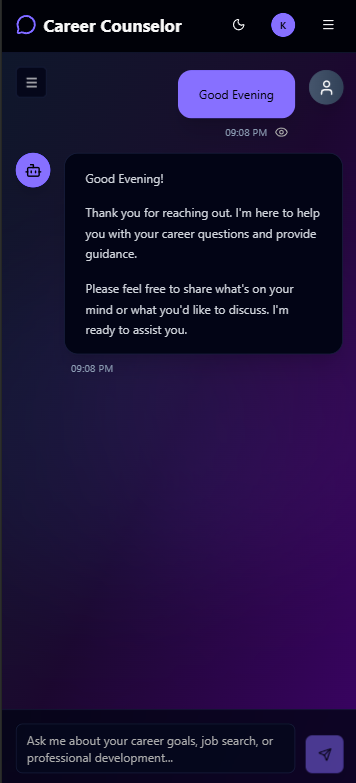 Career Counselor
K
Good Evening
09:08 PM
Good Evening!
Thank you for reaching out. I'm here to help
you with your career questions and provide
guidance.
Please feel free to share what's on your
mind or what you'd like to discuss. I'm
ready to assist you.
09:08 PM
Ask me about your career goals, job search, or
professional development...